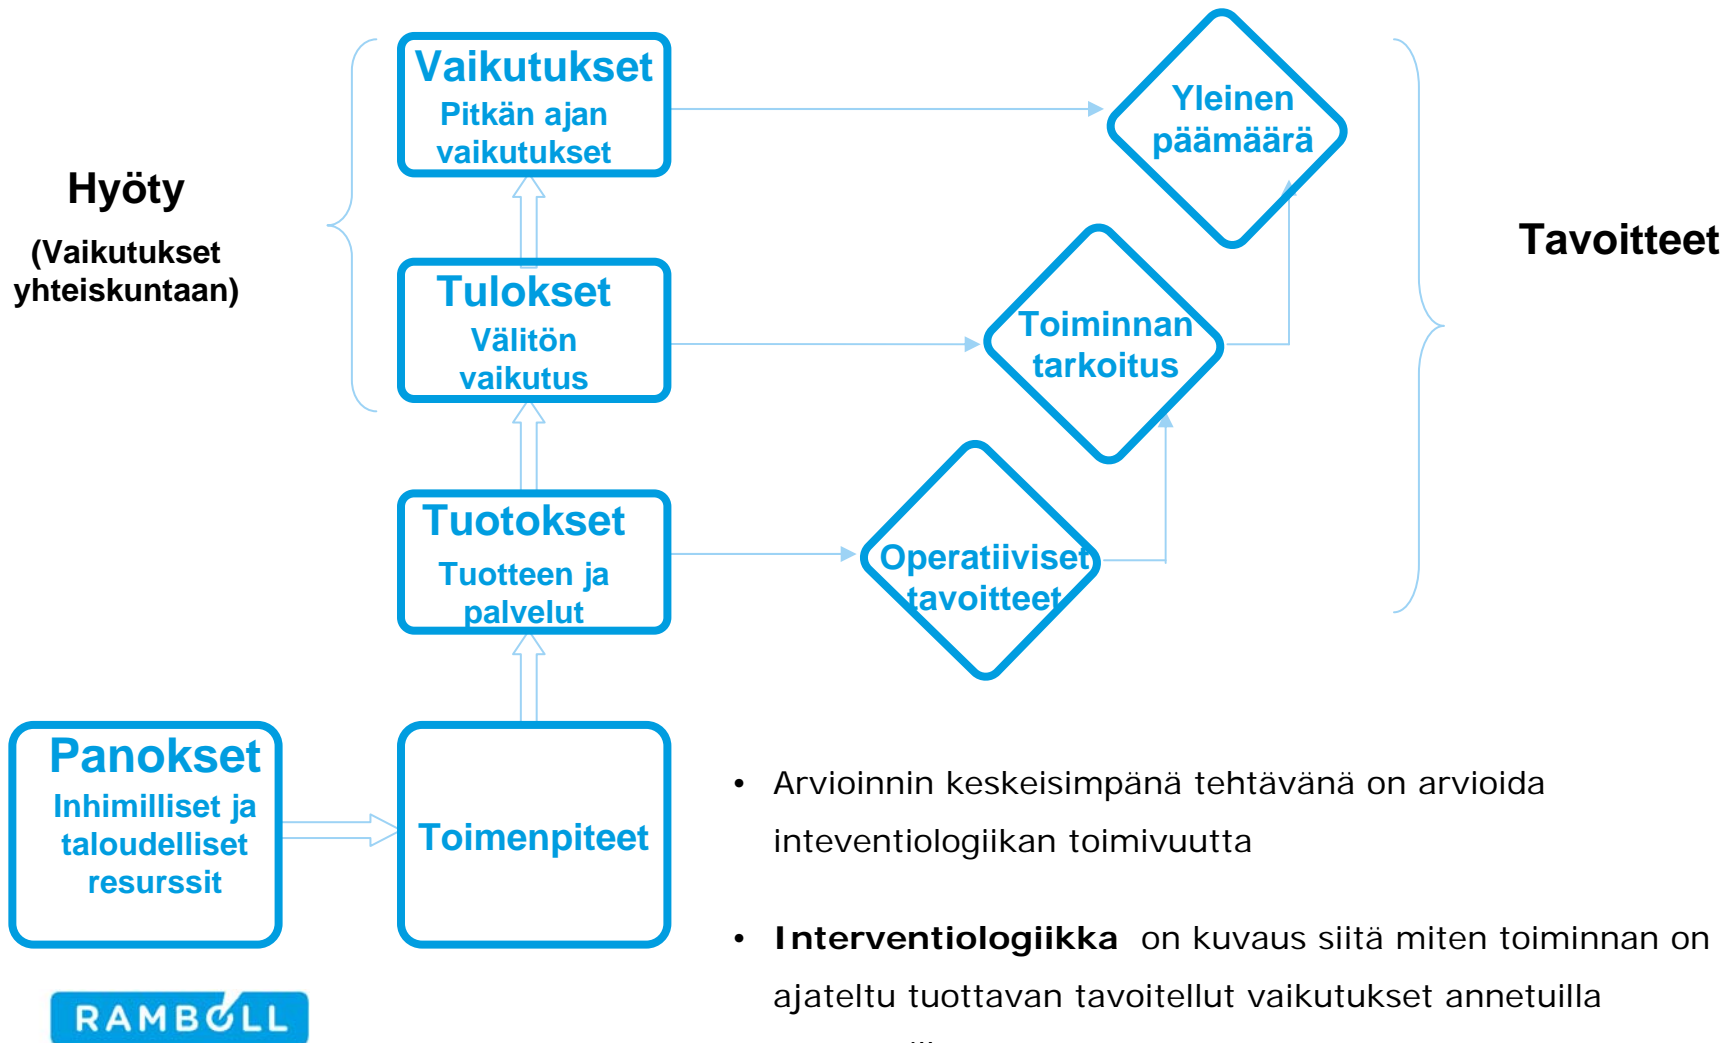 Vaikutukset
Pitkän ajan
vaikutukset
Yleinen
päämäärä
Hyöty
(Vaikutukset
yhteiskuntaan)
Tavoitteet
Tulokset
Välitön
vaikutus
Toiminnan
tarkoitus
Tuotokset
Tuotteen ja
palvelut
Operatiiviset
tavoitteet
Panokset
Inhimilliset ja
taloudelliset
resurssit
Toimenpiteet
• Arvioinnin keskeisimpänä tehtävänä on arvioida
inteventiologiikan toimivuutta
• Interventiologiikka on kuvaus siitä miten toiminnan on
ajateltu tuottavan tavoitellut vaikutukset annetuilla
RAMBOLL